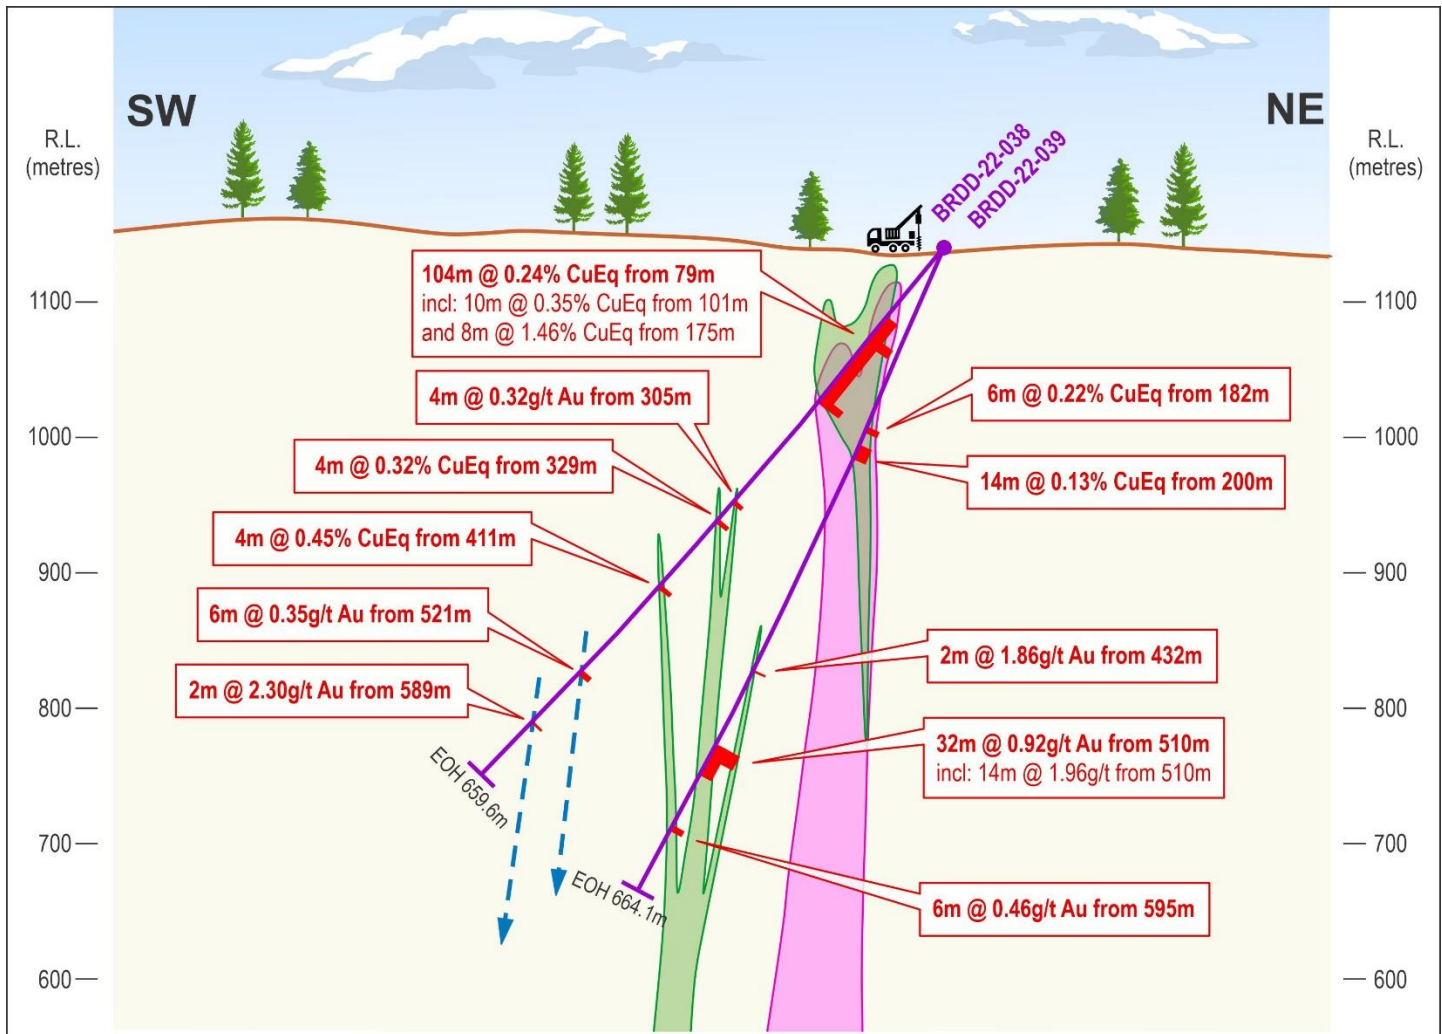 SW
NE
R.L.
(metres)
R.L.
(metres)
BRDD-22-038
BRDD-22-039
104m @ 0.24% CuEq from 79m
incl: 10m @ 0.35% CuEq from 101m
and 8m @ 1.46% CuEq from 175m
4m @ 0.32g/t Au from 305m
4m @ 0.32% CuEq from 329m
4m @ 0.45% CuEq from 411m
6m @ 0.35g/t Au from 521m
2m @ 2.30g/t Au from 589m
EOH 659.6m
6m @ 0.22% CuEq from 182m
14m @ 0.13% CuEq from 200m
2m @ 1.86g/t Au from 432m
32m @ 0.92g/t Au from 510m
incl: 14m @ 1.96g/t from 510m
6m @ 0.46g/t Au from 595m
EOH 664.1m
1100
1000
900
800
700
600
1100
1000
900
800
700
600